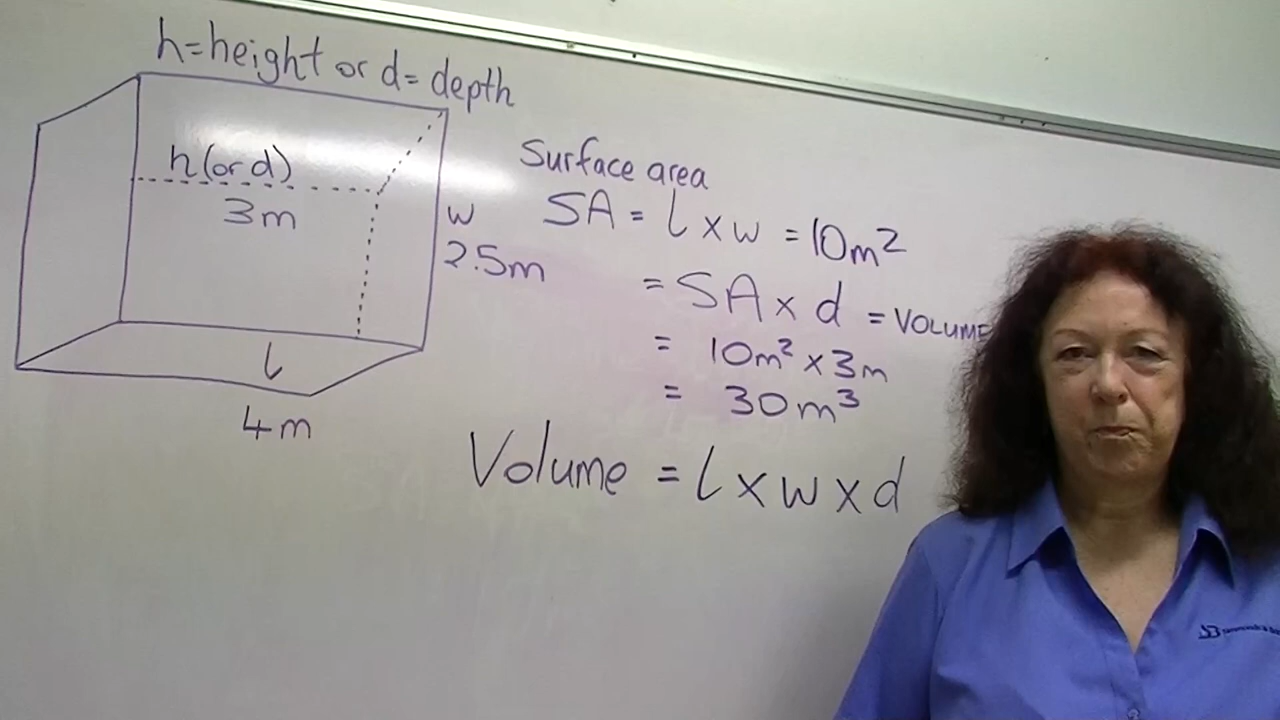 h=height or d=depth
h(or d)
3m
w
2.5m
l
4m
Surface area
SA = l x w = 10m²
= SA x d = VOLUME
= 10m² x 3m
= 30m³
Volume = l x w x d